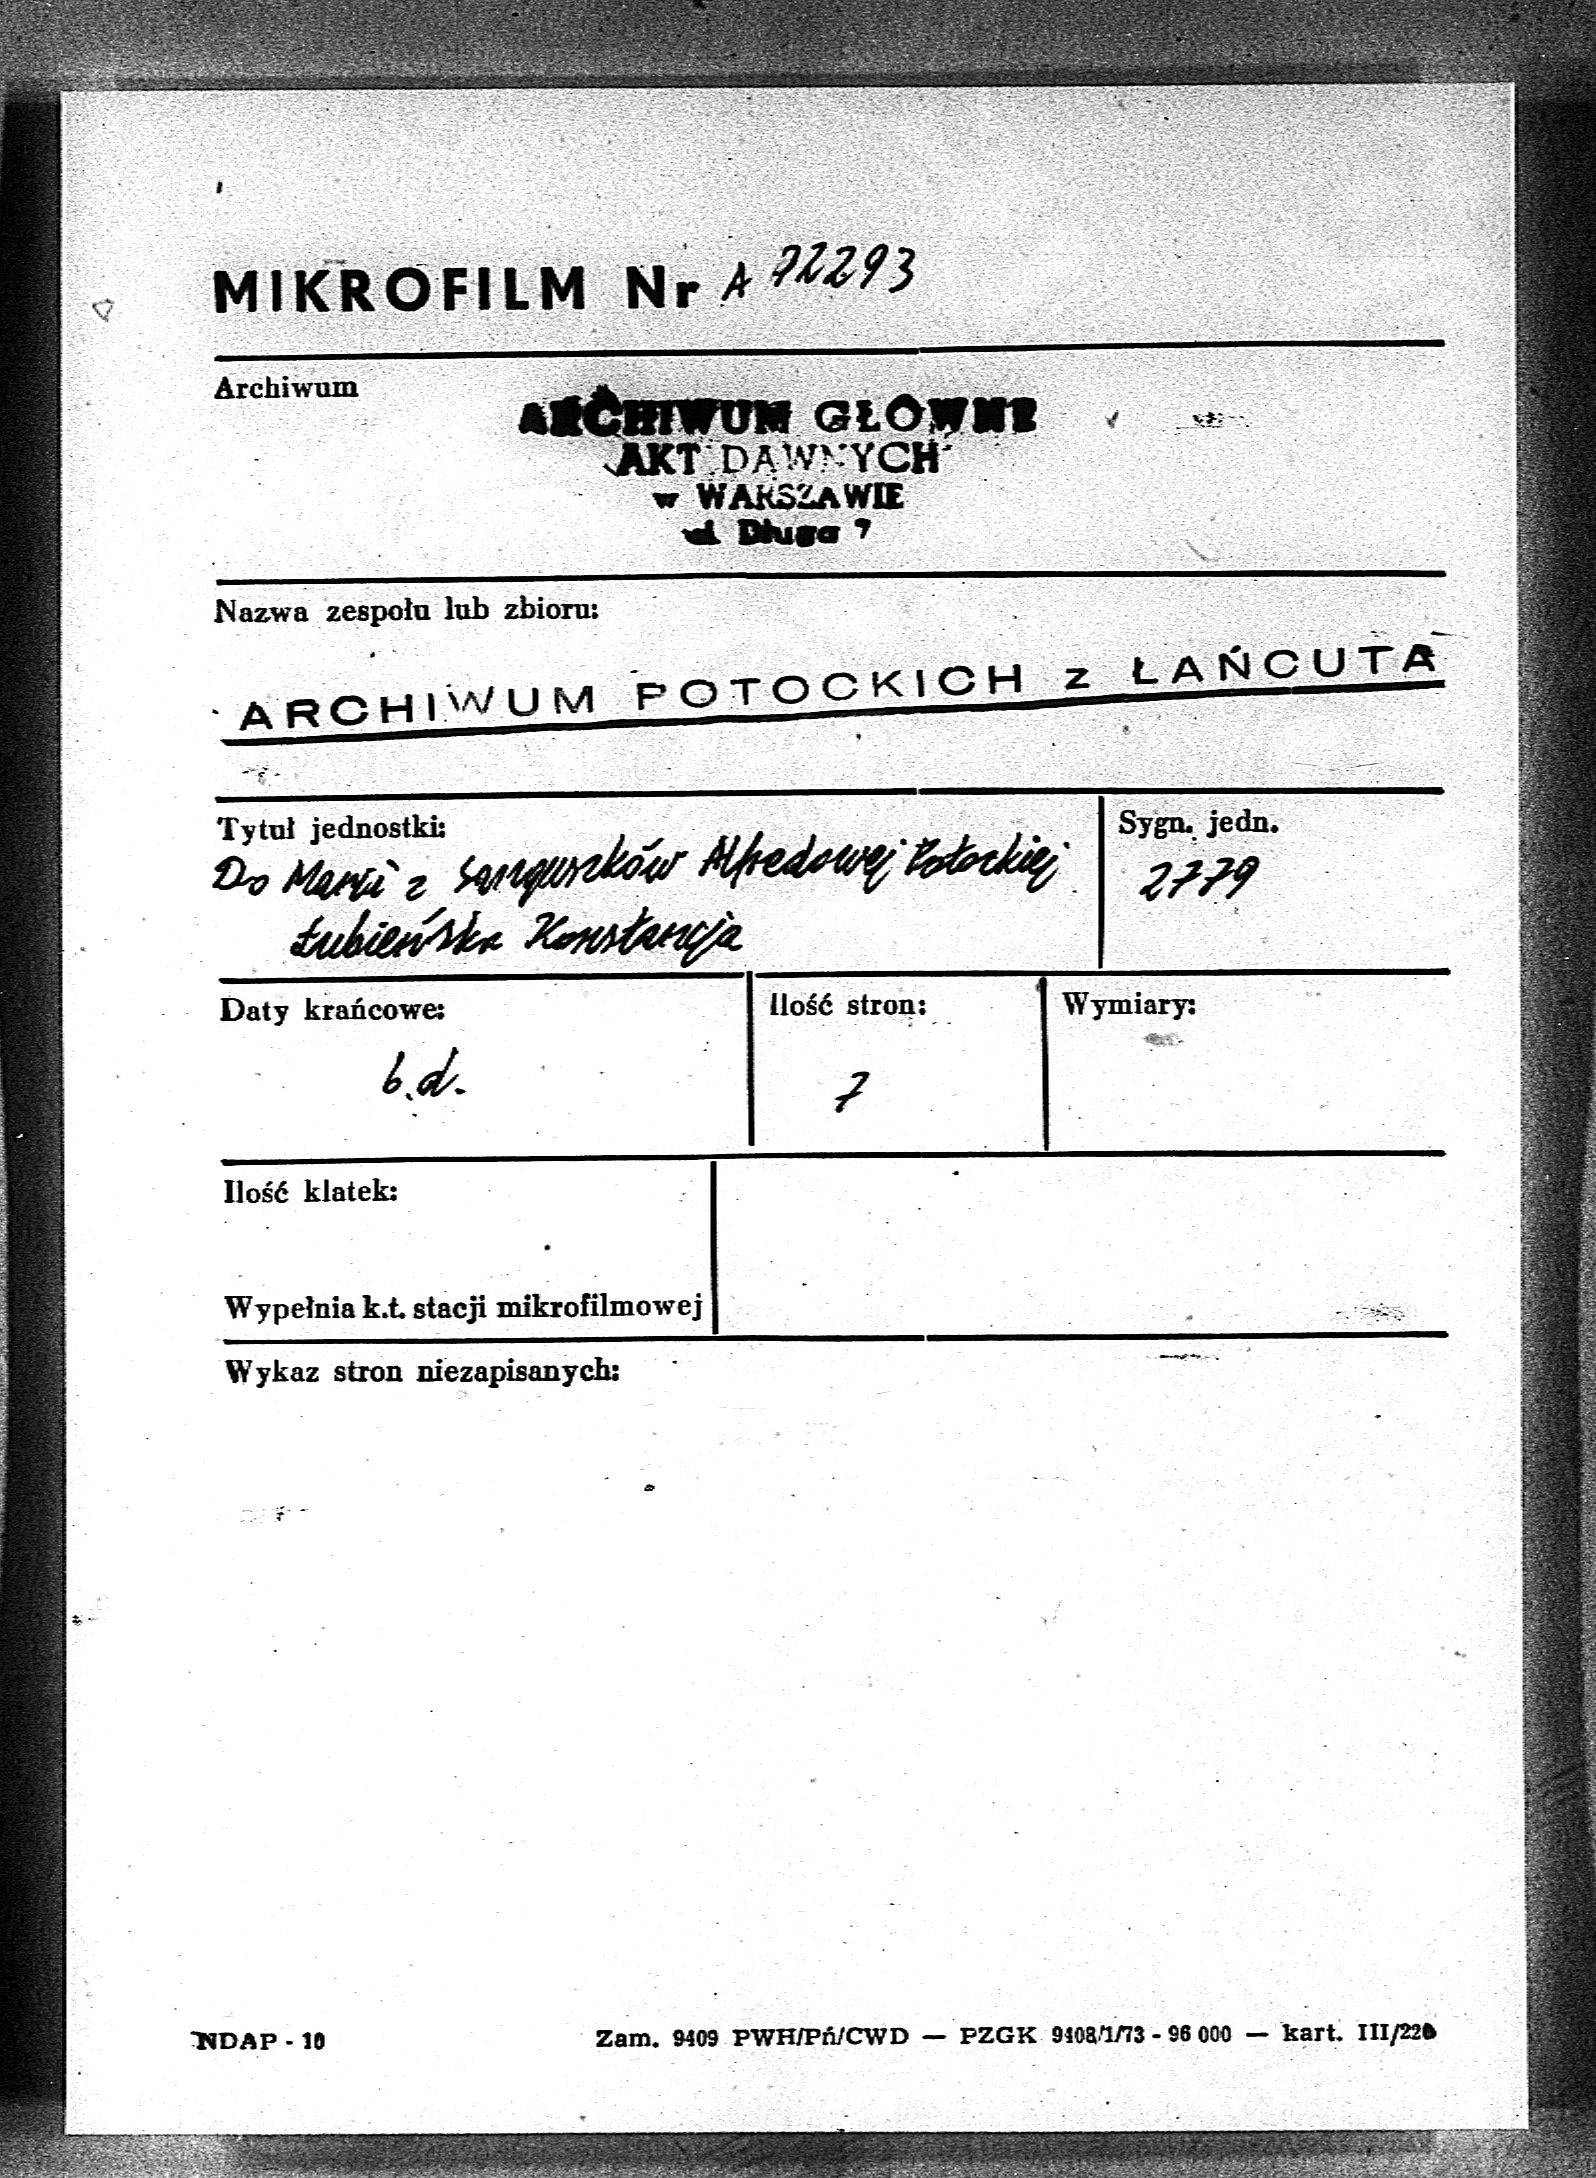 MIKROFILM Nr A 72293
Archiwum
ARCHIWUM GŁÓWNE
AKT DAWNYCH
w WARSZAWIE
ul. Długa 7
Nazwa zespołu lub zbioru:
ARCHIWUM POTOCKICH z ŁAŃCUTA
Tytuł jednostki:
Sygn. jedn.
Do Marii z Sanguszków Alfredowej Potockiej
2779
Łubieńska Konstancja
Daty krańcowe:
Ilość stron:
Wymiary:
b.d.
7
Ilość klatek:
Wypełnia k.t. stacji mikrofilmowej
Wykaz stron niezapisanych:
NDAP - 10
Zam. 9409 PWH/Pń/CWD — PZGK 9408/1/73 - 96 000 — kart. III/220